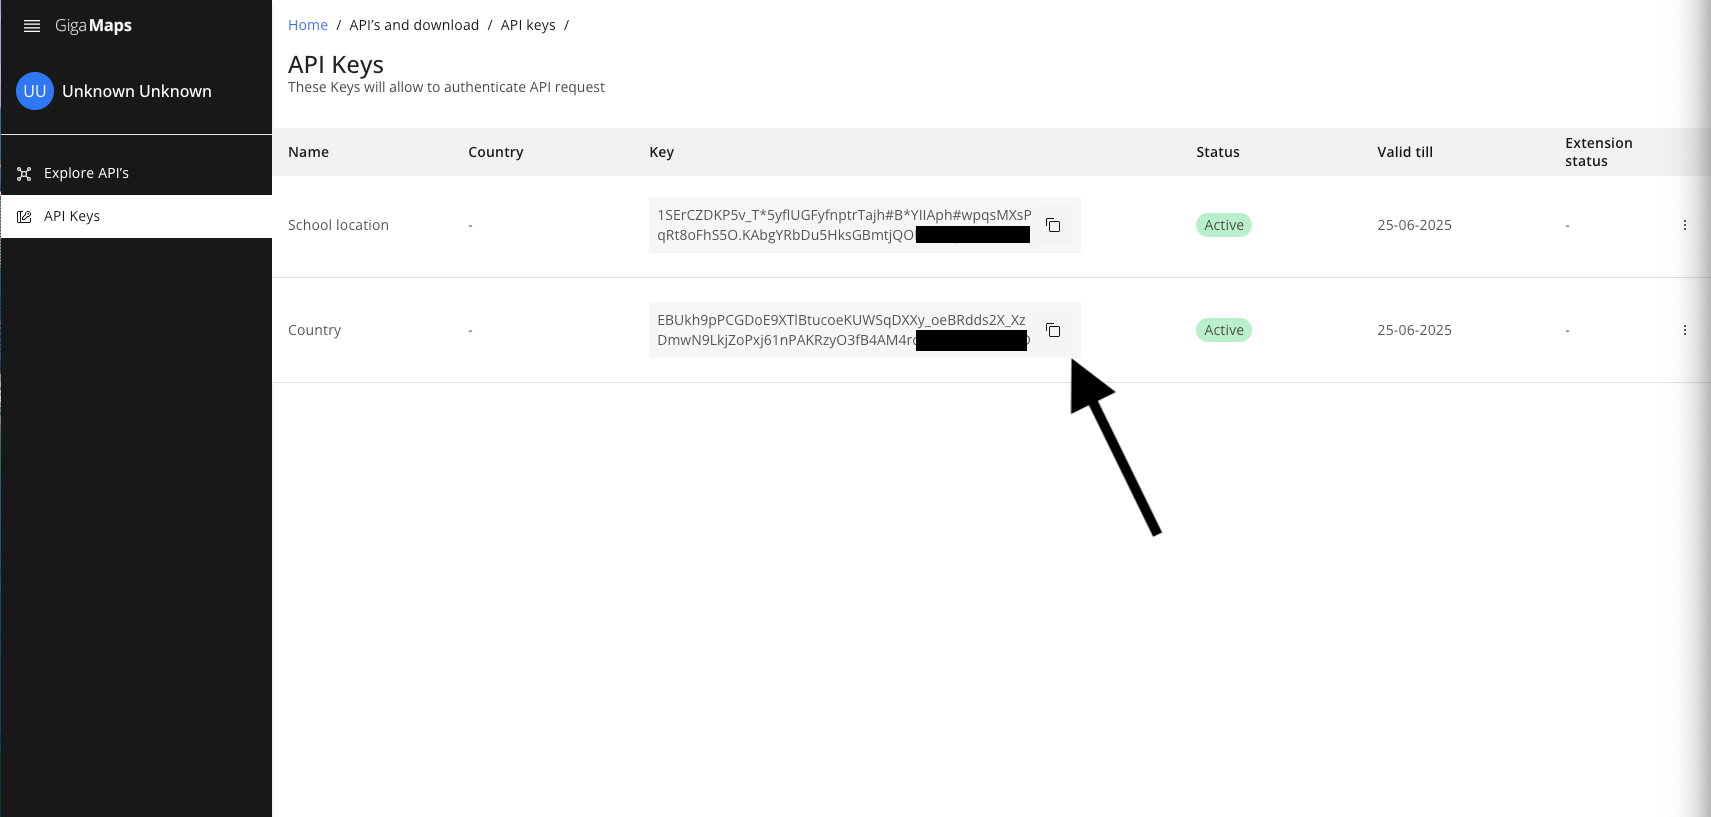 GigaMaps
UU Unknown Unknown
Explore API's
API Keys
Home / API's and download / API keys /
API Keys
These Keys will allow to authenticate API request
Name Country Key Status Valid till Extension status
School location - 1SErCZDKP5v_T*5yflUGFyfnptrTajh#B*YIIAph#wpqsMXsP
qRt8oFhS5O.KAbgYRbDu5HksGBmtjQO Active 25-06-2025 -
Country - EBUkh9pPCGDoE9XTlBtucoeKUWSqDXXy_oeBRdds2X_Xz
DmwN9LkjZoPxj61nPAKRzyO3fB4AM4r Active 25-06-2025 -